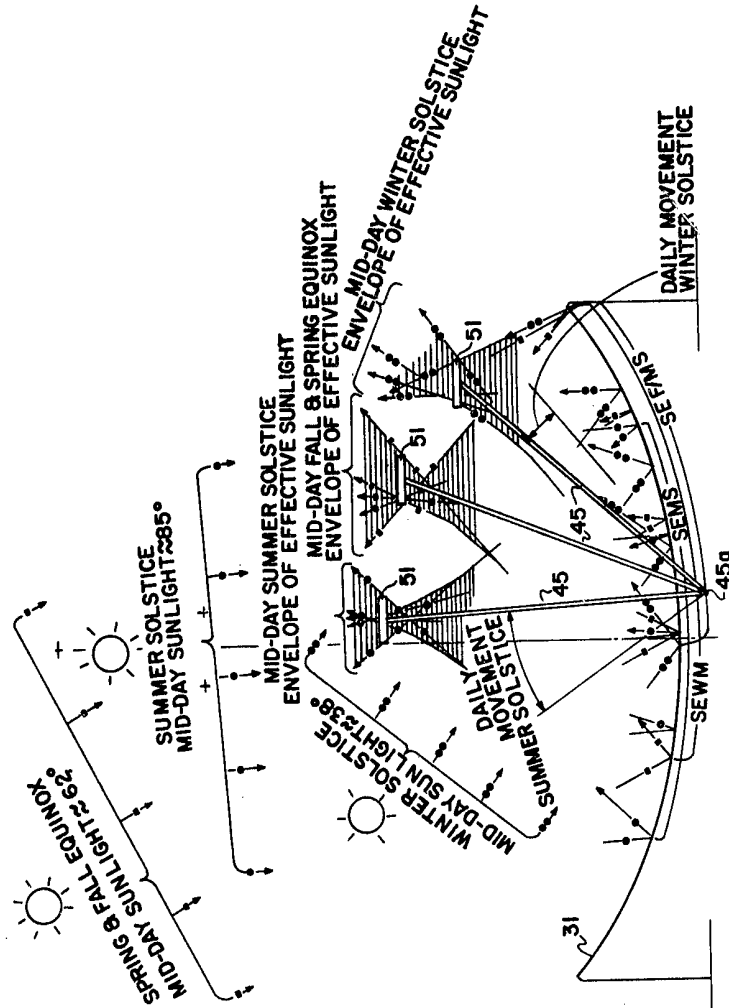 SPRING & FALL EQUINOX
MID-DAY SUNLIGHT≈62°
SUMMER SOLSTICE
MID-DAY SUNLIGHT≈85°
WINTER SOLSTICE
MID-DAY SUNLIGHT≈38°
MID-DAY SUMMER SOLSTICE
ENVELOPE OF EFFECTIVE SUNLIGHT
MID-DAY FALL & SPRING EQUINOX
ENVELOPE OF EFFECTIVE SUNLIGHT
MID-DAY WINTER SOLSTICE
ENVELOPE OF EFFECTIVE SUNLIGHT
51
51
51
DAILY
MOVEMENT
SUMMER SOLSTICE
45
45
DAILY MOVEMENT
WINTER SOLSTICE
31
SEWM
SEMS
SEFMS
45a